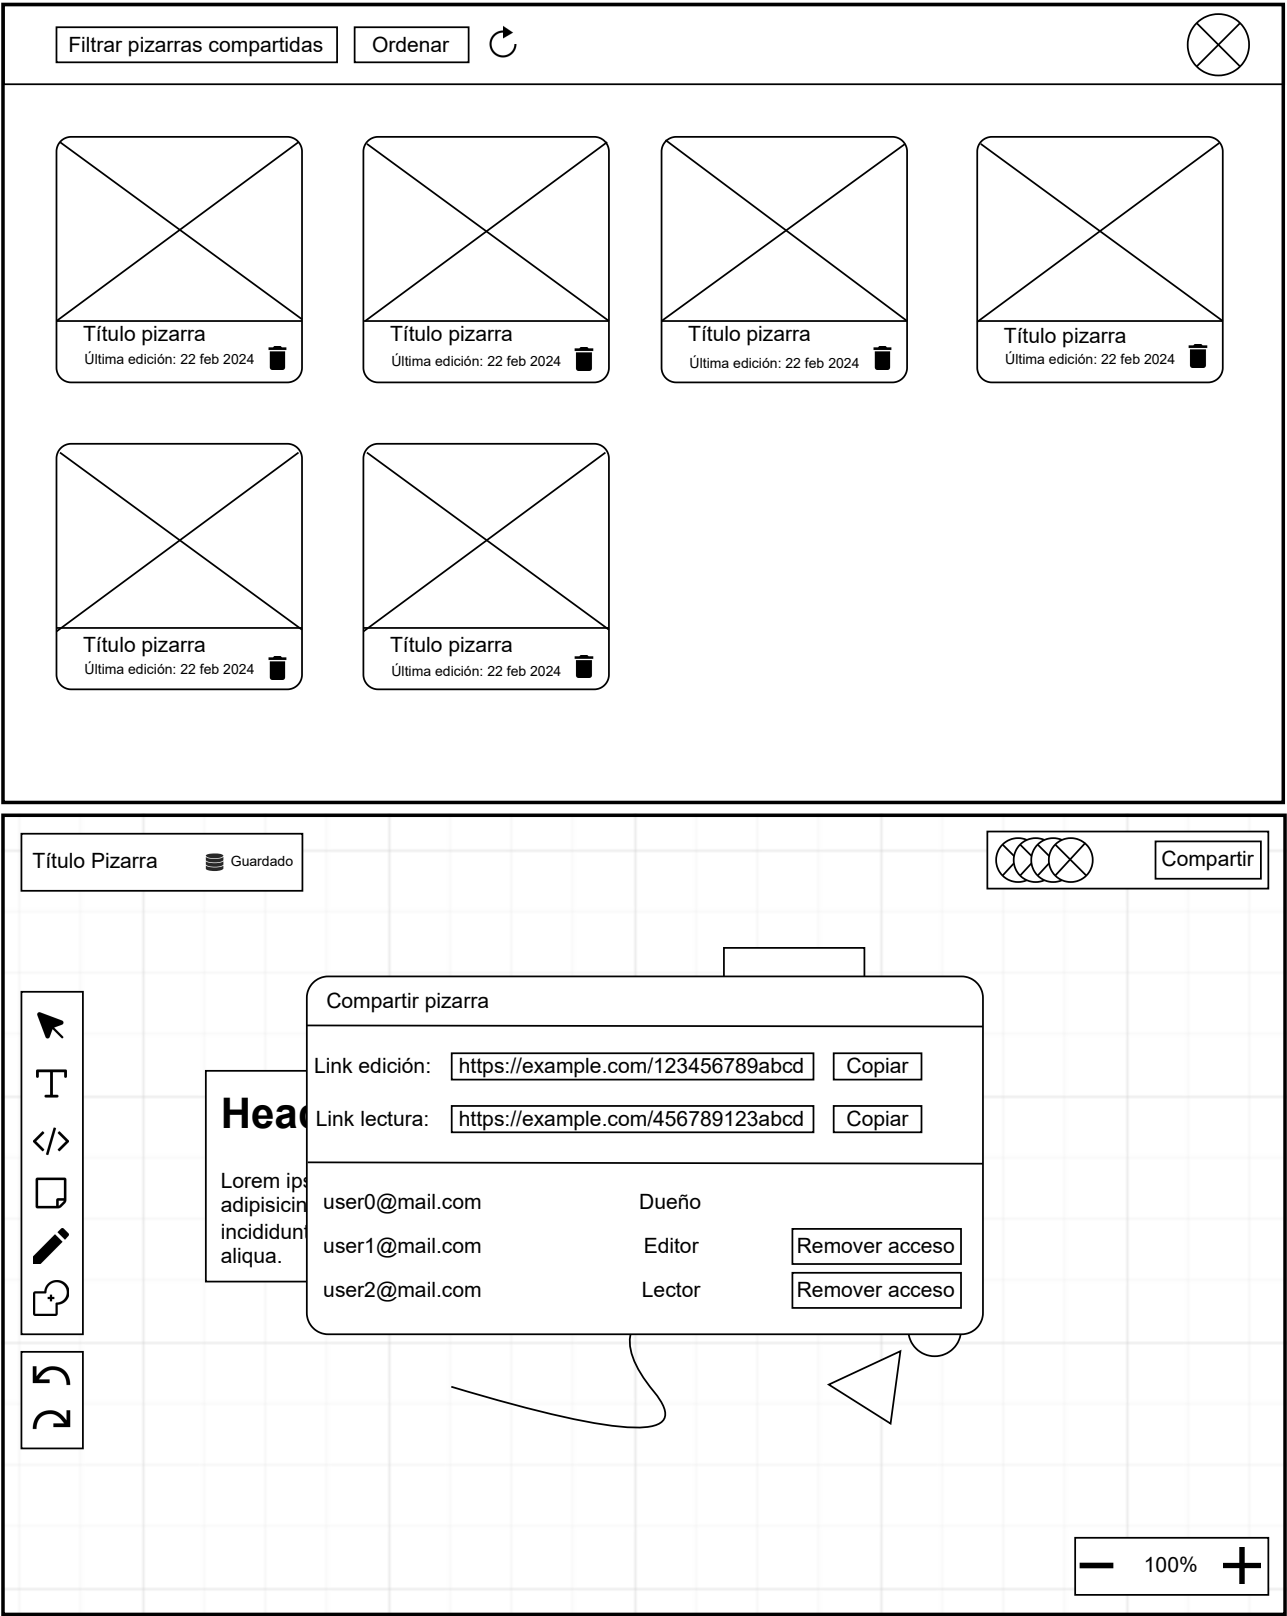 Filtrar pizarras compartidas
Ordenar
Título pizarra
Última edición: 22 feb 2024
Título pizarra
Última edición: 22 feb 2024
Título pizarra
Última edición: 22 feb 2024
Título pizarra
Última edición: 22 feb 2024
Título pizarra
Última edición: 22 feb 2024
Título pizarra
Última edición: 22 feb 2024
Título Pizarra
Guardado
Compartir
Compartir pizarra
Link edición:
https://example.com/123456789abcd
Copiar
Link lectura:
https://example.com/456789123abcd
Copiar
user0@mail.com
Dueño
user1@mail.com
Editor
Remover acceso
user2@mail.com
Lector
Remover acceso
Lorem
aliqua.
100%